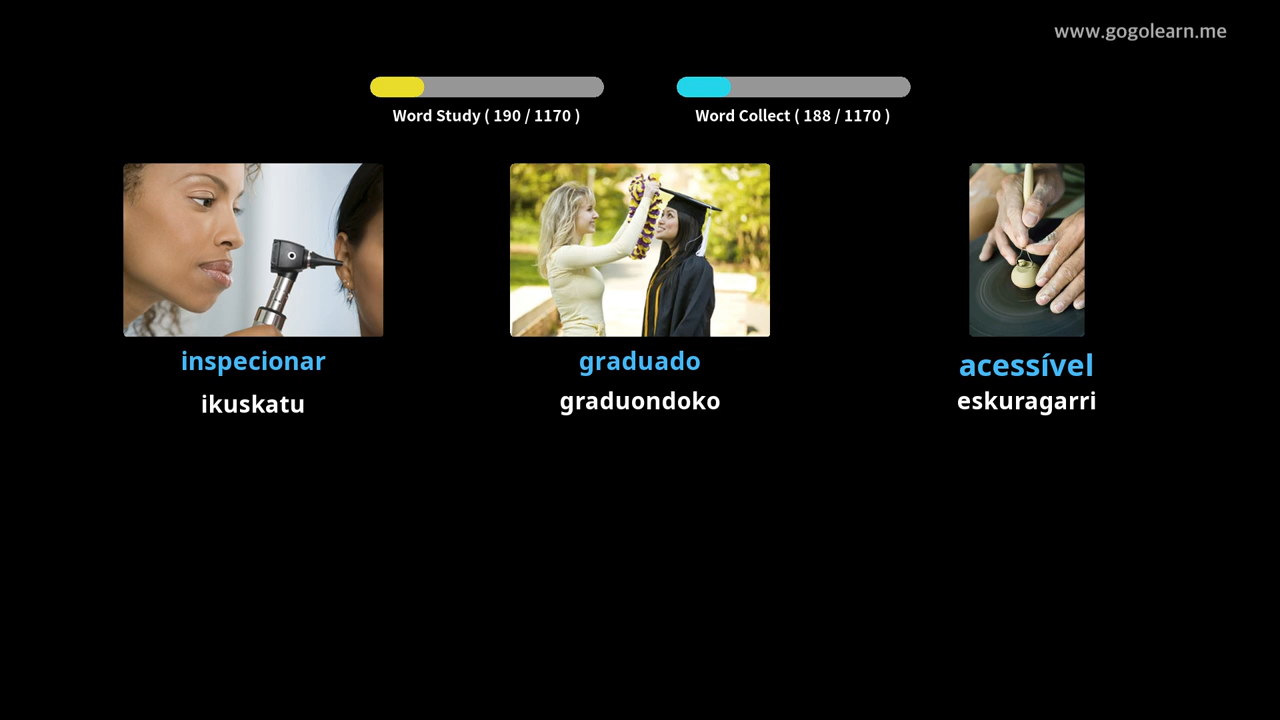 www.gogolearn.me
Word Study ( 190 / 1170 )
Word Collect ( 188 / 1170 )
inspecionar
ikuskatu
graduado
graduondoko
acessível
eskuragarri